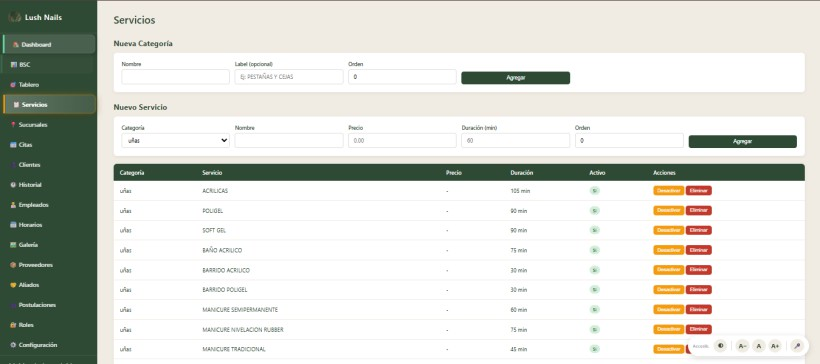 Lush Nails
Dashboard
BSC
Tablero
Servicios
Sucursales
Citas
Clientes
Historial
Empleados
Horarios
Galería
Proveedores
Aliados
Postulaciones
Roles
Configuración
Servicios
Nueva Categoría
Nombre Label (opcional) Orden
Ej: PESTAÑAS Y CEJAS 0 Agregar
Nuevo Servicio
Categoría Nombre Precio Duración (min) Orden
uñas 0.00 60 0 Agregar
Categoría Servicio Precio Duración Activo Acciones
uñas ACRILICAS - 105 min Sí Desactivar Eliminar
uñas POLIGEL - 90 min Sí Desactivar Eliminar
uñas SOFT GEL - 90 min Sí Desactivar Eliminar
uñas BAÑO ACRILICO - 75 min Sí Desactivar Eliminar
uñas BARRIDO ACRILICO - 30 min Sí Desactivar Eliminar
uñas BARRIDO POLIGEL - 30 min Sí Desactivar Eliminar
uñas MANICURE SEMIPERMANENTE - 60 min Sí Desactivar Eliminar
uñas MANICURE NIVELACION RUBBER - 75 min Sí Desactivar Eliminar
uñas MANICURE TRADICIONAL - 45 min Sí Desactivar
A- A A+